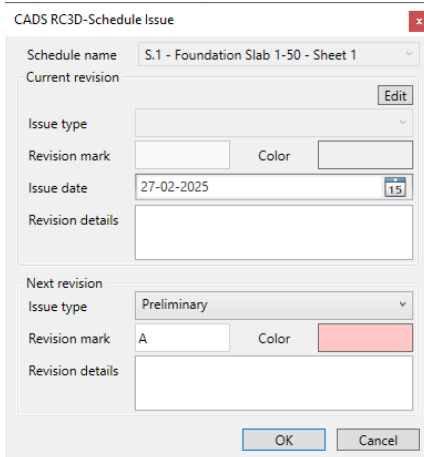 CADS RC3D-Schedule Issue
x
Schedule name S.1 - Foundation Slab 1-50 - Sheet 1
Current revision
Edit
Issue type
Revision mark Color
Issue date 27-02-2025 15
Revision details
Next revision
Issue type Preliminary
Revision mark A Color
Revision details
OK Cancel